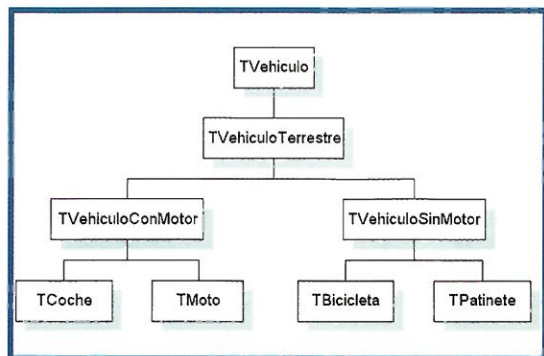 TVehiculo
TVehiculoTerrestre
TVehiculoConMotor
TVehiculoSinMotor
TCoche
TMoto
TBicicleta
TPatinete